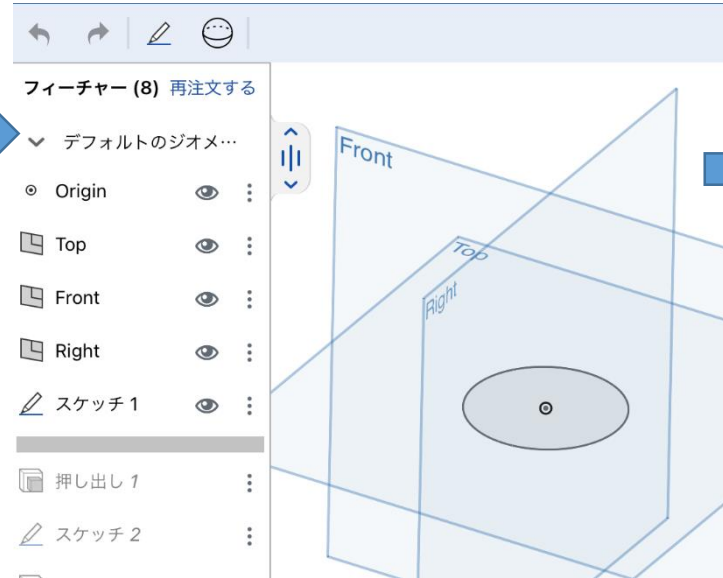 フィーチャー (8) 再注文する
デフォルトのジオメ…
Origin
Top
Front
Right
スケッチ 1
押し出し 1
スケッチ 2
Front
Top
Right